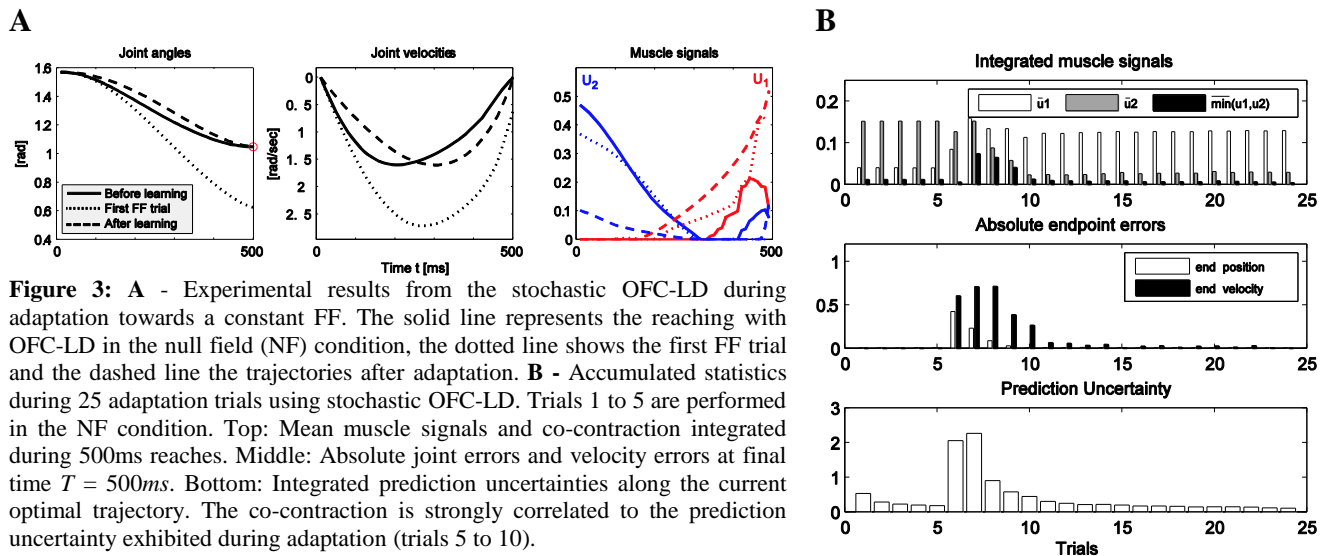 A
Joint angles
1.6
1.4
1.2
1
0.8
0.6
0.4
[rad]
Before learning
First FF trial
After learning
0
500
Joint velocities
0
0. 5
1
1. 5
2
2. 5
[rad/sec]
0
500
Time t [ms]
Muscle signals
0.5
0.4
0.3
0.2
0.1
0
U2
U1
0
500
Figure 3: A - Experimental results from the stochastic OFC-LD during
adaptation towards a constant FF. The solid line represents the reaching with
OFC-LD in the null field (NF) condition, the dotted line shows the first FF trial
and the dashed line the trajectories after adaptation. B - Accumulated statistics
during 25 adaptation trials using stochastic OFC-LD. Trials 1 to 5 are performed
in the NF condition. Top: Mean muscle signals and co-contraction integrated
during 500ms reaches. Middle: Absolute joint errors and velocity errors at final
time T = 500ms. Bottom: Integrated prediction uncertainties along the current
optimal trajectory. The co-contraction is strongly correlated to the prediction
uncertainty exhibited during adaptation (trials 5 to 10).
B
Integrated muscle signals
0.2
0.1
0
ū1
ū2
min(u1,u2)
0 5 10 15 20 25
Absolute endpoint errors
1
0.5
0
end position
end velocity
0 5 10 15 20 25
Prediction Uncertainty
3
2
1
0
0 5 10 15 20 25
Trials